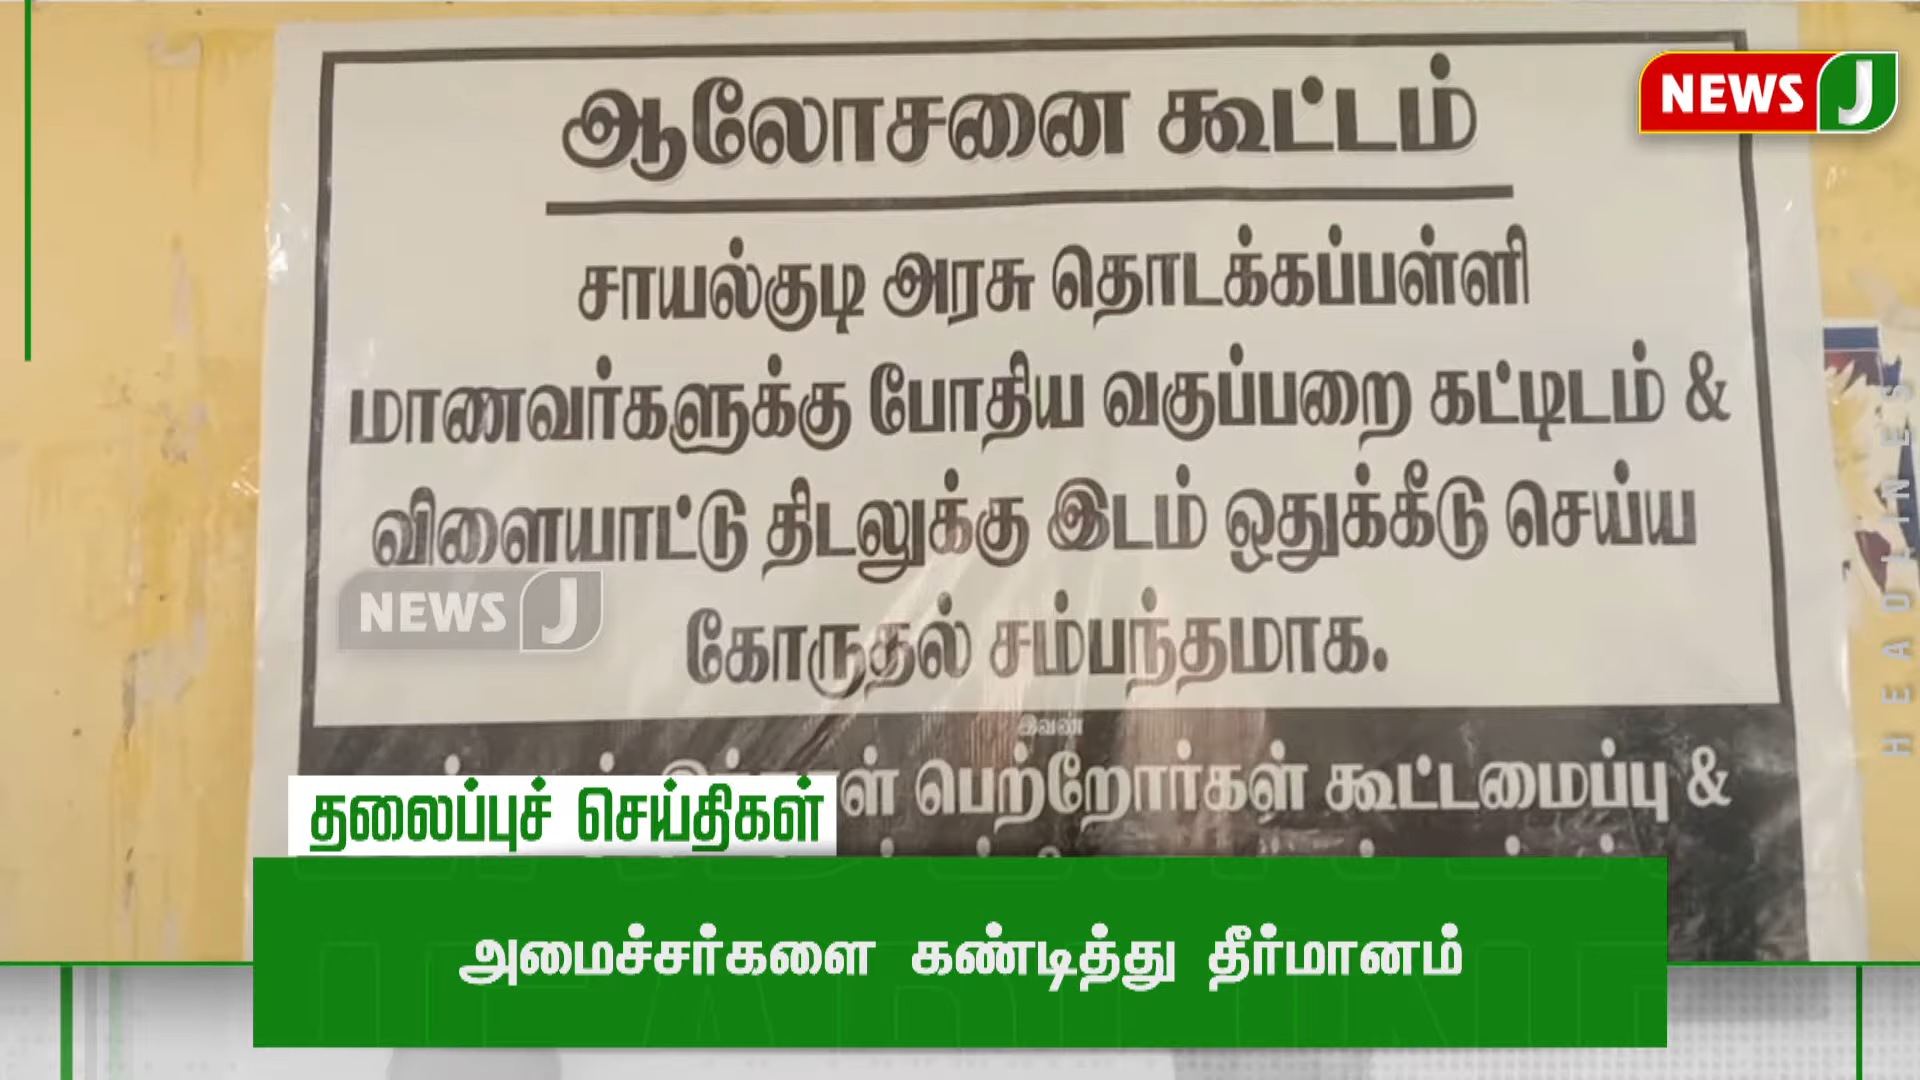 ஆலோசனை கூட்டம்
NEWS J
சாயல்குடி அரசு தொடக்கப்பள்ளி
மாணவர்களுக்கு போதிய வகுப்பறை கட்டிடம் &
விளையாட்டு திடலுக்கு இடம் ஒதுக்கீடு செய்ய
NEWS J
கோருதல் சம்பந்தமாக.
இவண்
பெற்றோர்கள் கூட்டமைப்பு &
தலைப்புச் செய்திகள்
அமைச்சர்களை கண்டித்து தீர்மானம்
HEADLINES